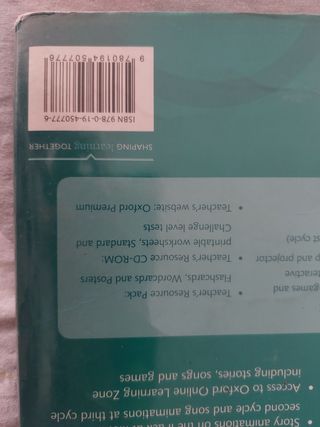 Story animations on the
second cycle and song animations at third cycle
• Access to Oxford Online Learning Zone
including songs, stories and games
games and
interactive
and projector
cycle)
• Teacher's Resource Pack:
Flashcards, Wordcards and Posters
• Teacher's Resource CD-ROM:
printable worksheets, Standard and
Challenge level tests
• Teacher's website: Oxford Premium
SHAPING learning TOGETHER
ISBN 978-0-19-450777-6
9 780194 507776